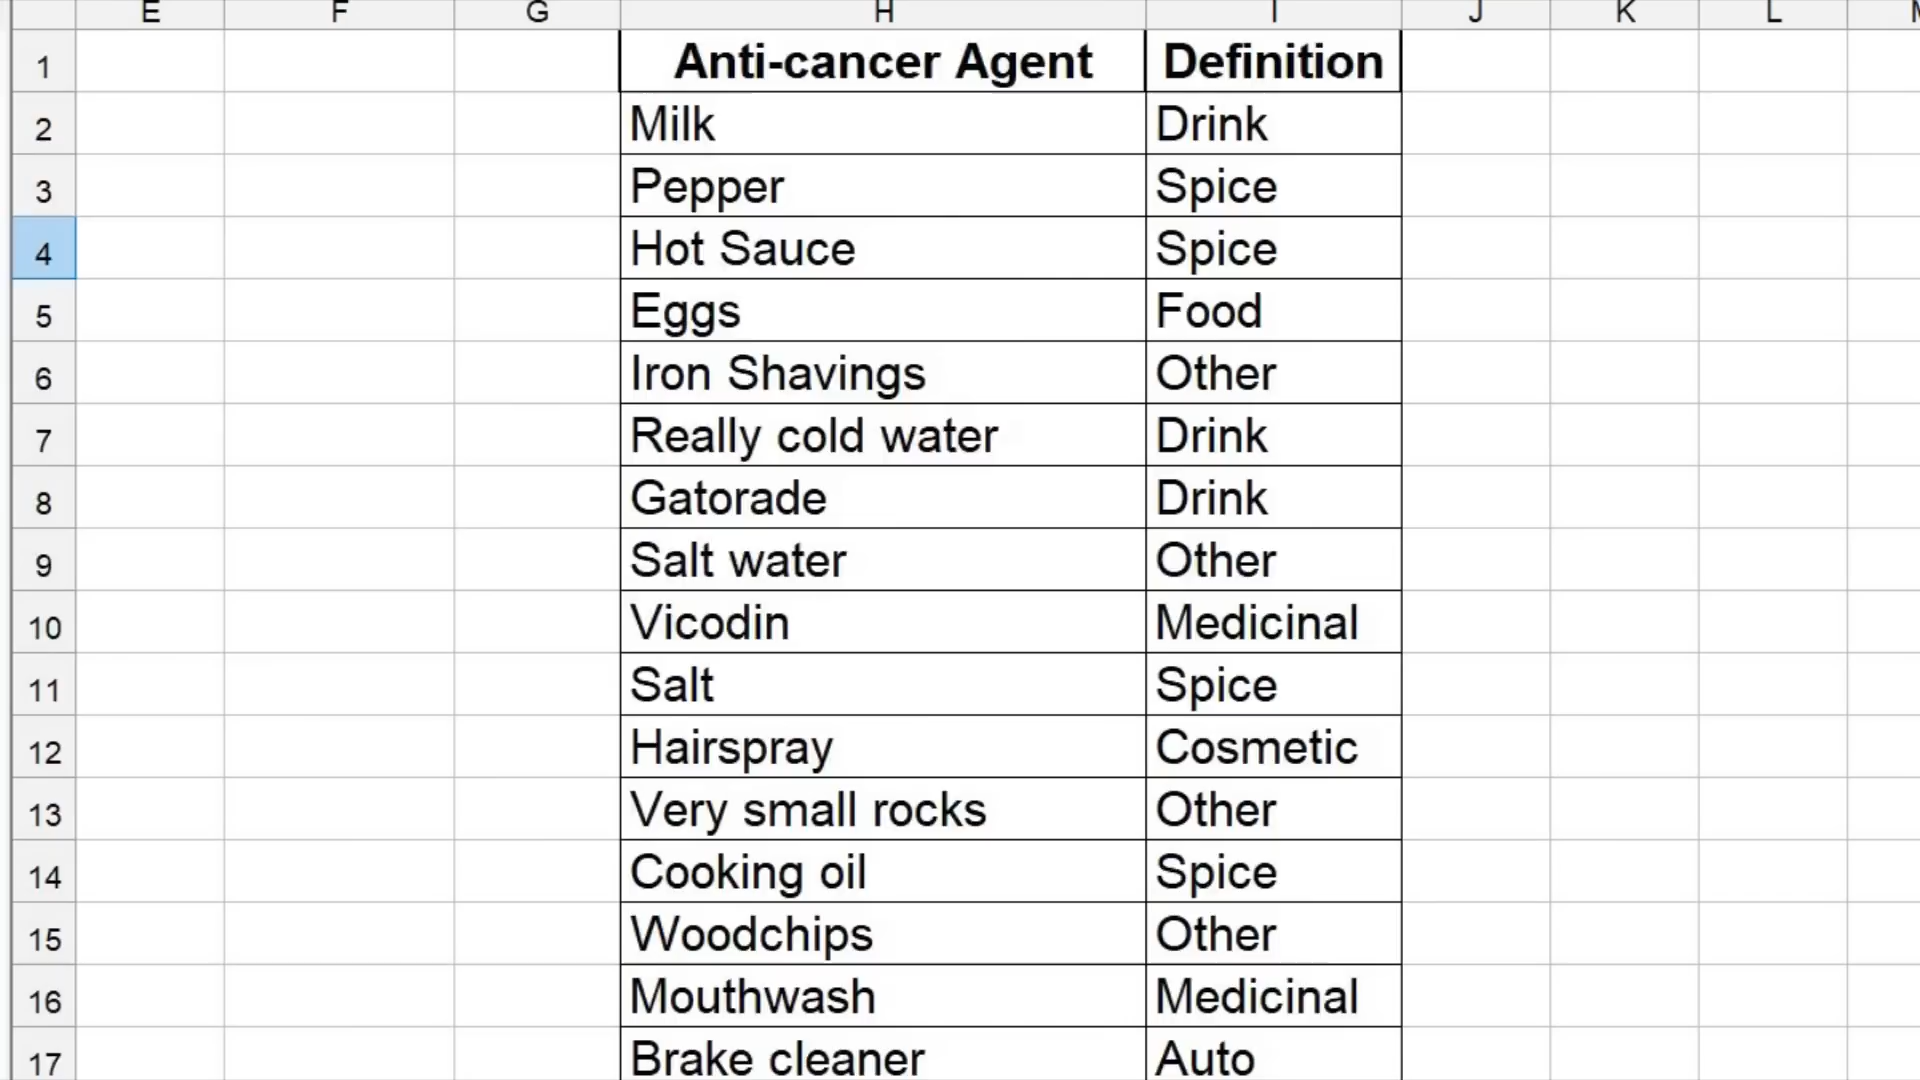 E F G H I J K L
1 Anti-cancer Agent Definition
2 Milk Drink
3 Pepper Spice
4 Hot Sauce Spice
5 Eggs Food
6 Iron Shavings Other
7 Really cold water Drink
8 Gatorade Drink
9 Salt water Other
10 Vicodin Medicinal
11 Salt Spice
12 Hairspray Cosmetic
13 Very small rocks Other
14 Cooking oil Spice
15 Woodchips Other
16 Mouthwash Medicinal
17 Brake cleaner Auto